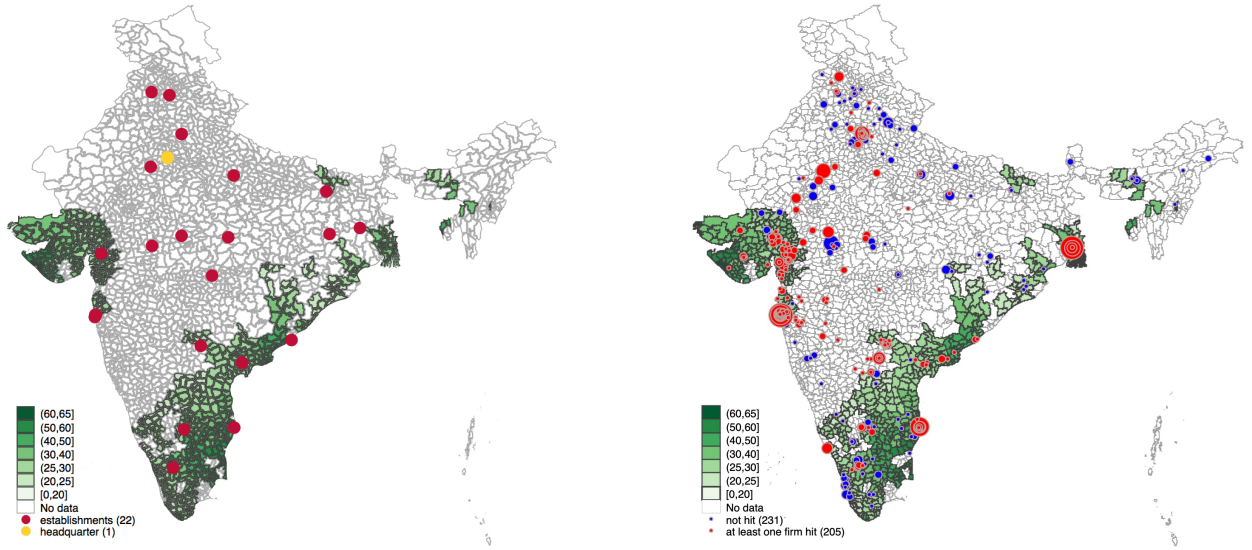 (60,65]
(50,60]
(40,50]
(30,40]
(25,30]
(20,25]
[0,20]
No data
establishments (22)
headquarter (1)
(60,65]
(50,60]
(40,50]
(30,40]
(25,30]
(20,25]
[0,20]
No data
not hit (231)
at least one firm hit (205)